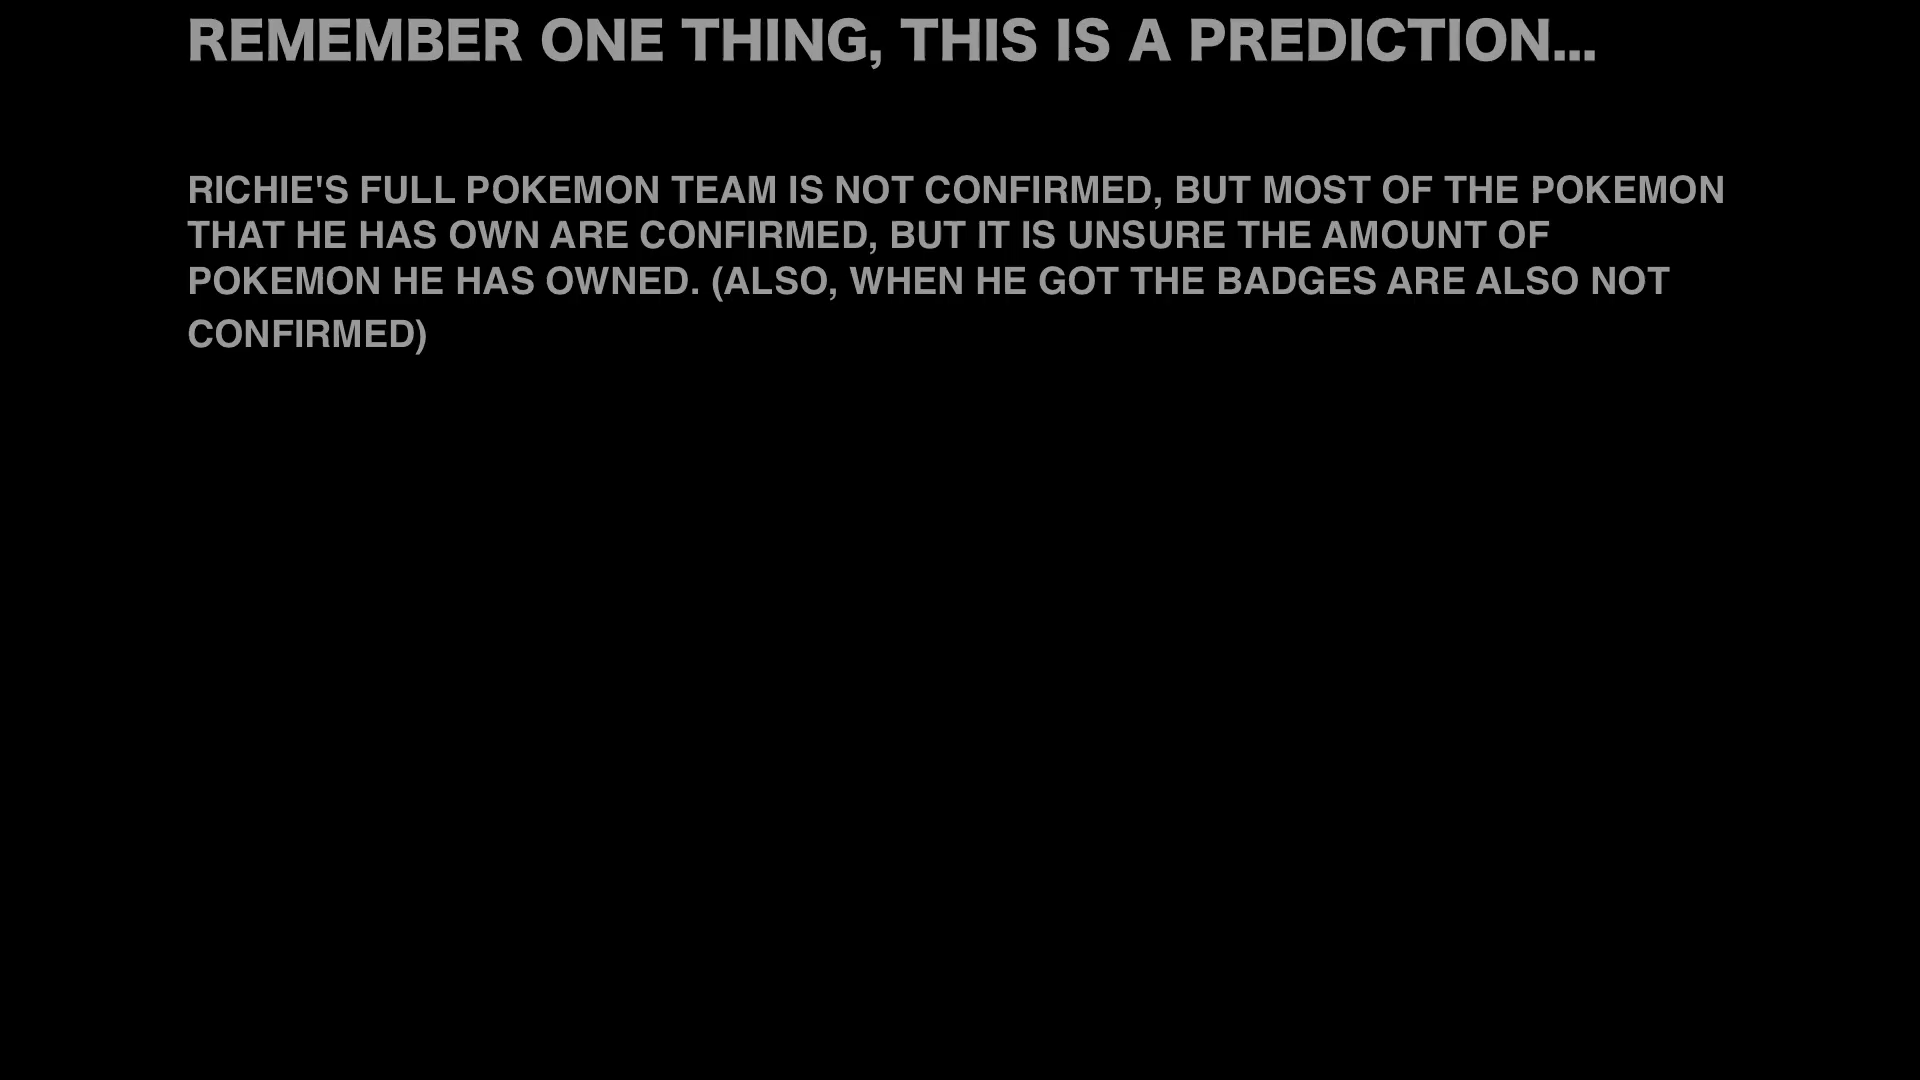 REMEMBER ONE THING, THIS IS A PREDICTION...
RICHIE'S FULL POKEMON TEAM IS NOT CONFIRMED, BUT MOST OF THE POKEMON
THAT HE HAS OWN ARE CONFIRMED, BUT IT IS UNSURE THE AMOUNT OF
POKEMON HE HAS OWNED. (ALSO, WHEN HE GOT THE BADGES ARE ALSO NOT
CONFIRMED)